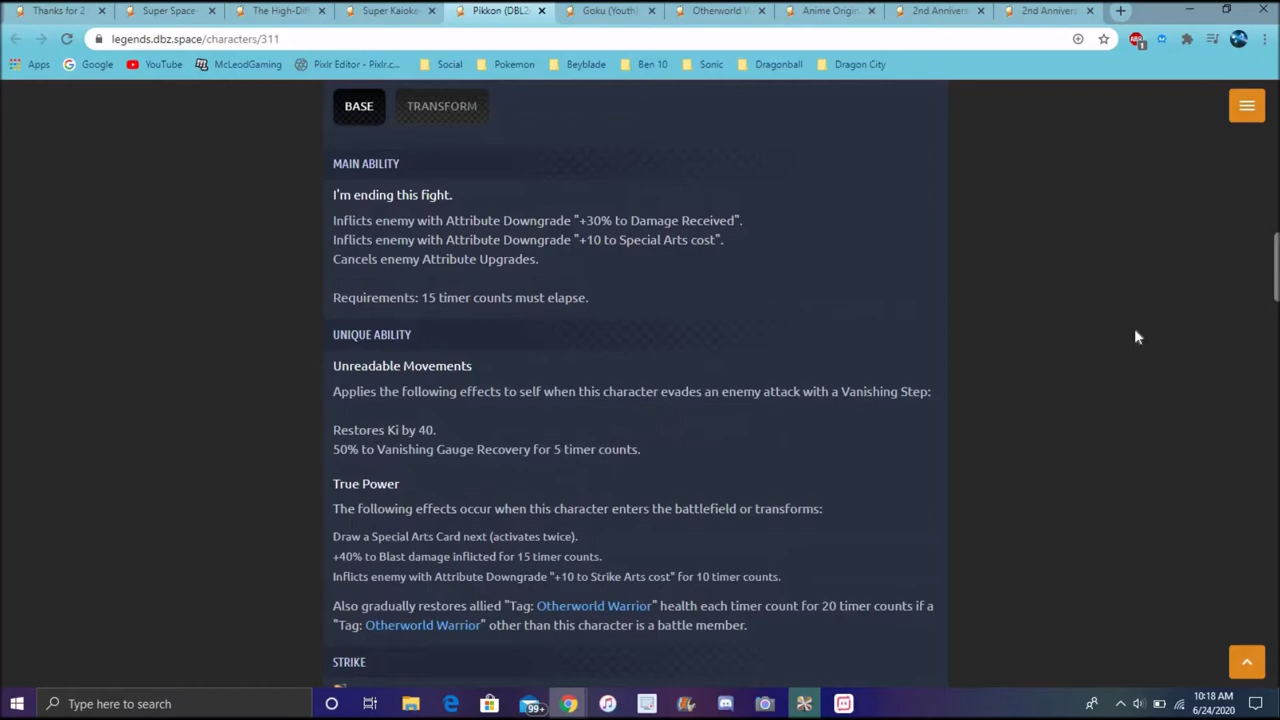 Thanks for 2
Super Space-
The High-Diff
Super Kaioke
Pikkon (DBL2
Goku (Youth)
Otherworld W
Anime Origin
2nd Annivers
2nd Annivers
legends.dbz.space/characters/311
Apps Google YouTube McLeodGaming Pixlr Editor - Pixlr.c... Social Pokemon Beyblade Ben 10 Sonic Dragonball Dragon City
BASE TRANSFORM
MAIN ABILITY
I'm ending this fight.
Inflicts enemy with Attribute Downgrade "+30% to Damage Received".
Inflicts enemy with Attribute Downgrade "+10 to Special Arts cost".
Cancels enemy Attribute Upgrades.
Requirements: 15 timer counts must elapse.
UNIQUE ABILITY
Unreadable Movements
Applies the following effects to self when this character evades an enemy attack with a Vanishing Step:
Restores Ki by 40.
50% to Vanishing Gauge Recovery for 5 timer counts.
True Power
The following effects occur when this character enters the battlefield or transforms:
Draw a Special Arts Card next (activates twice).
+40% to Blast damage inflicted for 15 timer counts.
Inflicts enemy with Attribute Downgrade "+10 to Strike Arts cost" for 10 timer counts.
Also gradually restores allied "Tag: Otherworld Warrior" health each timer count for 20 timer counts if a
"Tag: Otherworld Warrior" other than this character is a battle member.
STRIKE
Type here to search
99+
10:18 AM
6/24/2020